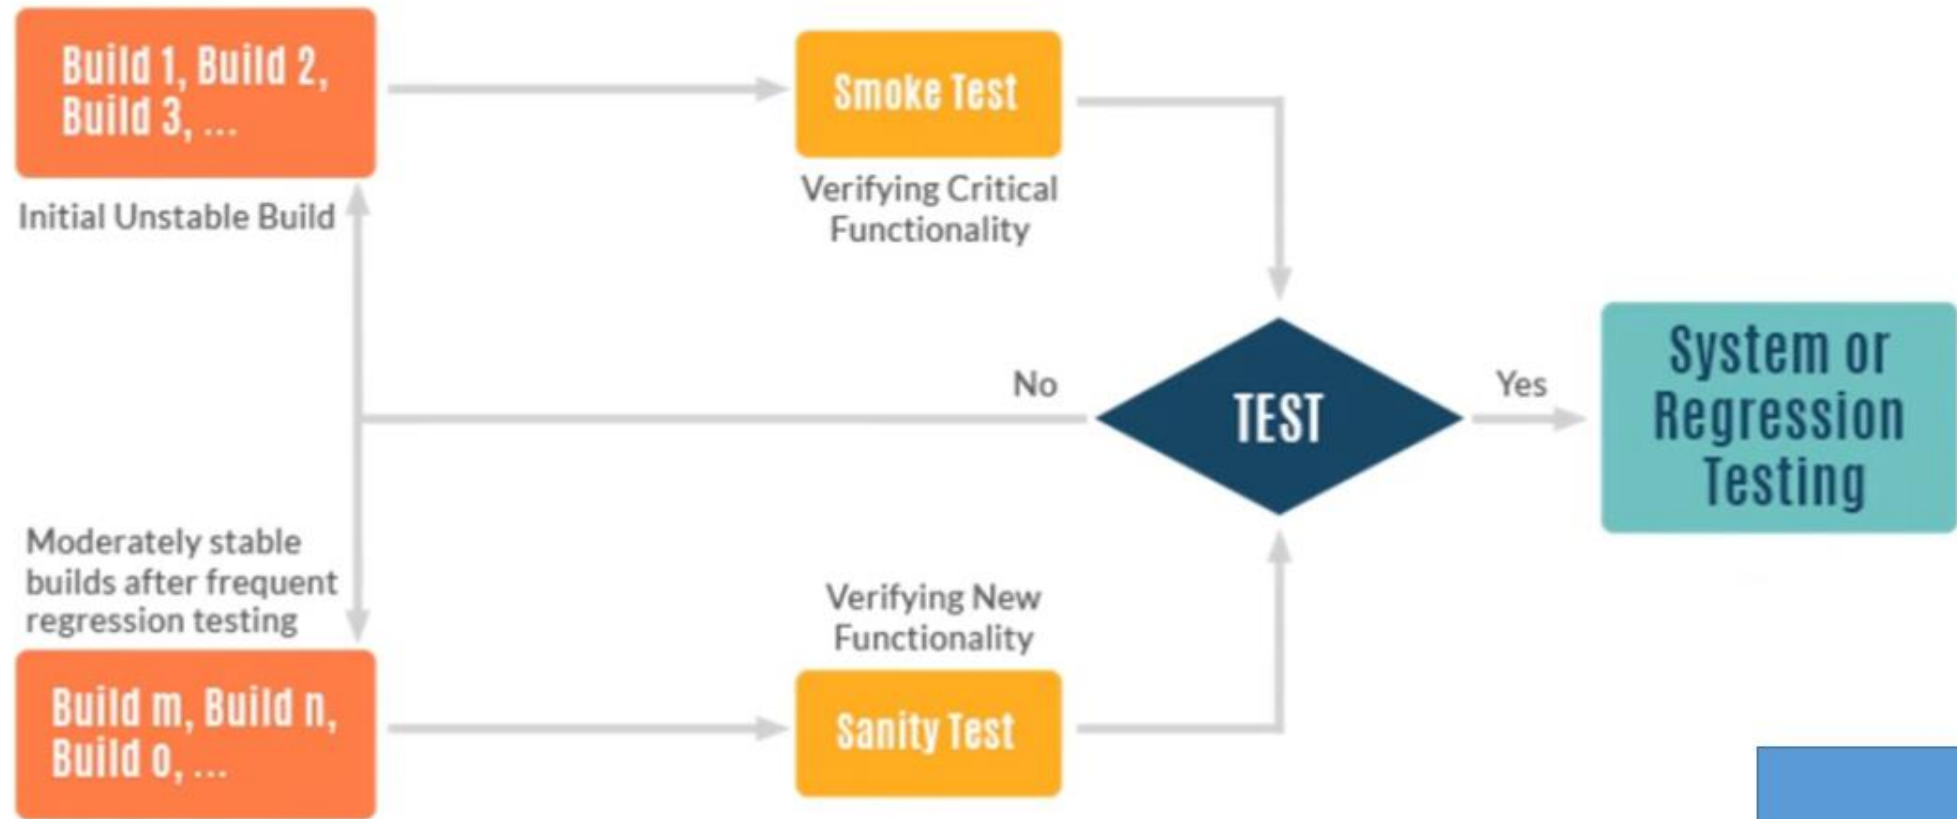 Build 1, Build 2,
Build 3, ...
Initial Unstable Build
Smoke Test
Verifying Critical
Functionality
No
TEST
Yes
System or
Regression
Testing
Moderately stable
builds after frequent
regression testing
Build m, Build n,
Build o, ...
Verifying New
Functionality
Sanity Test